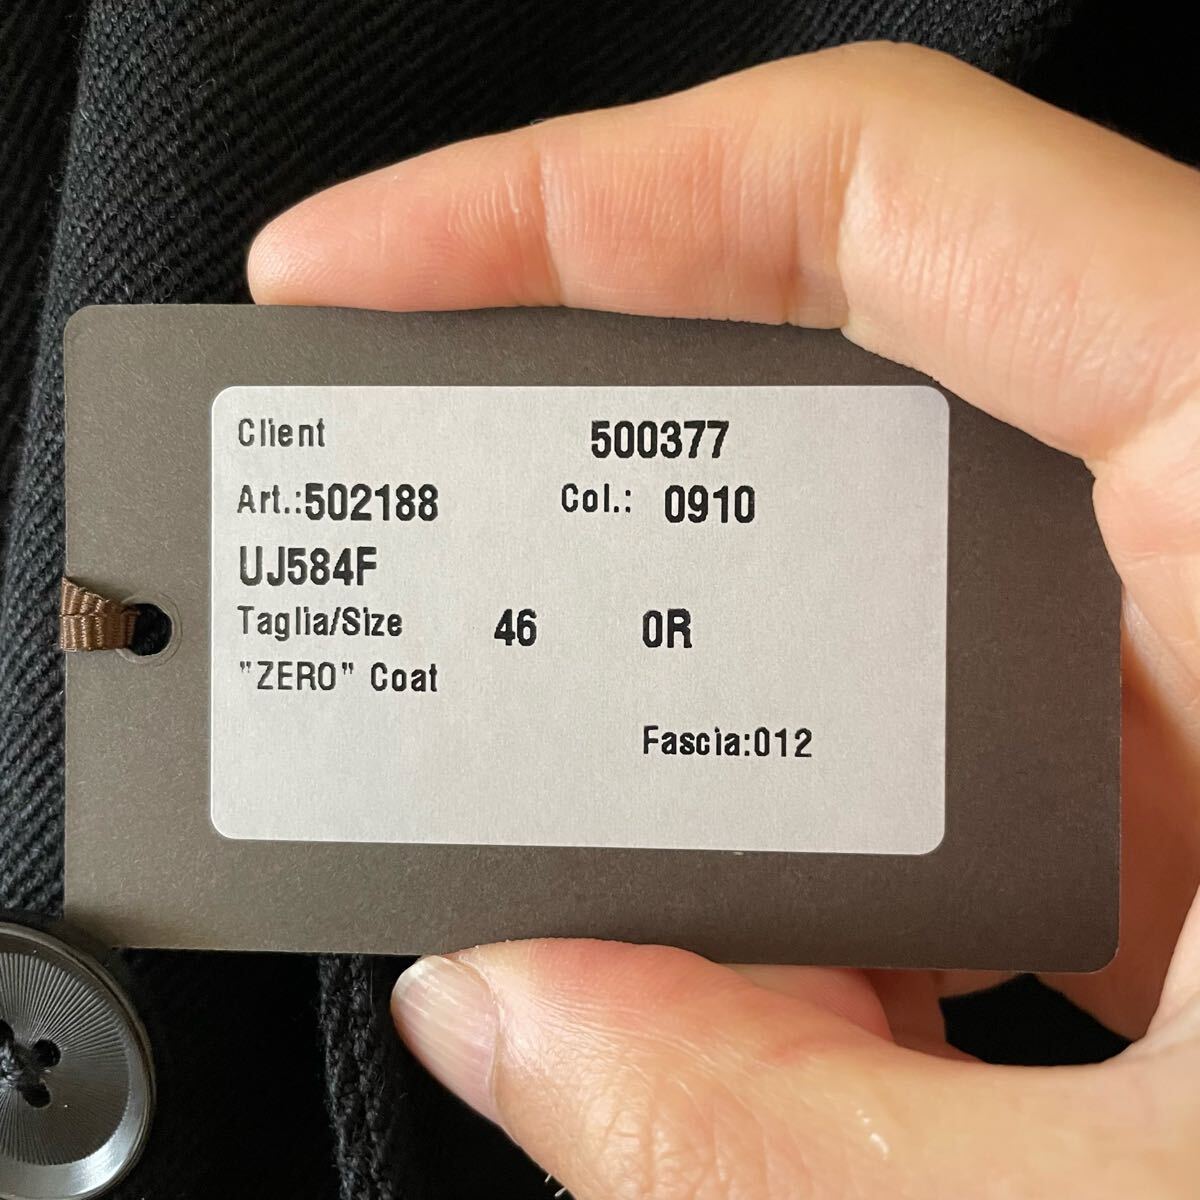 Client 500377
Art.:502188 Col.: 0910
UJ584F
Taglia/Size 46 0R
"ZERO" Coat
Fascia:012